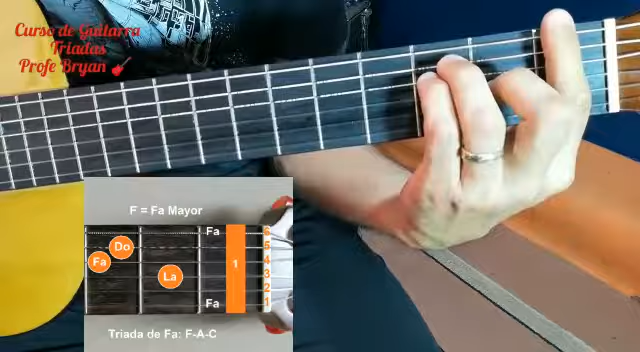 Curso de Guitarra
Triadas
Profe Bryan
F = Fa Mayor
Fa
6
Do
5
Fa
4
1
La
3
2
Fa
1
Triada de Fa: F-A-C